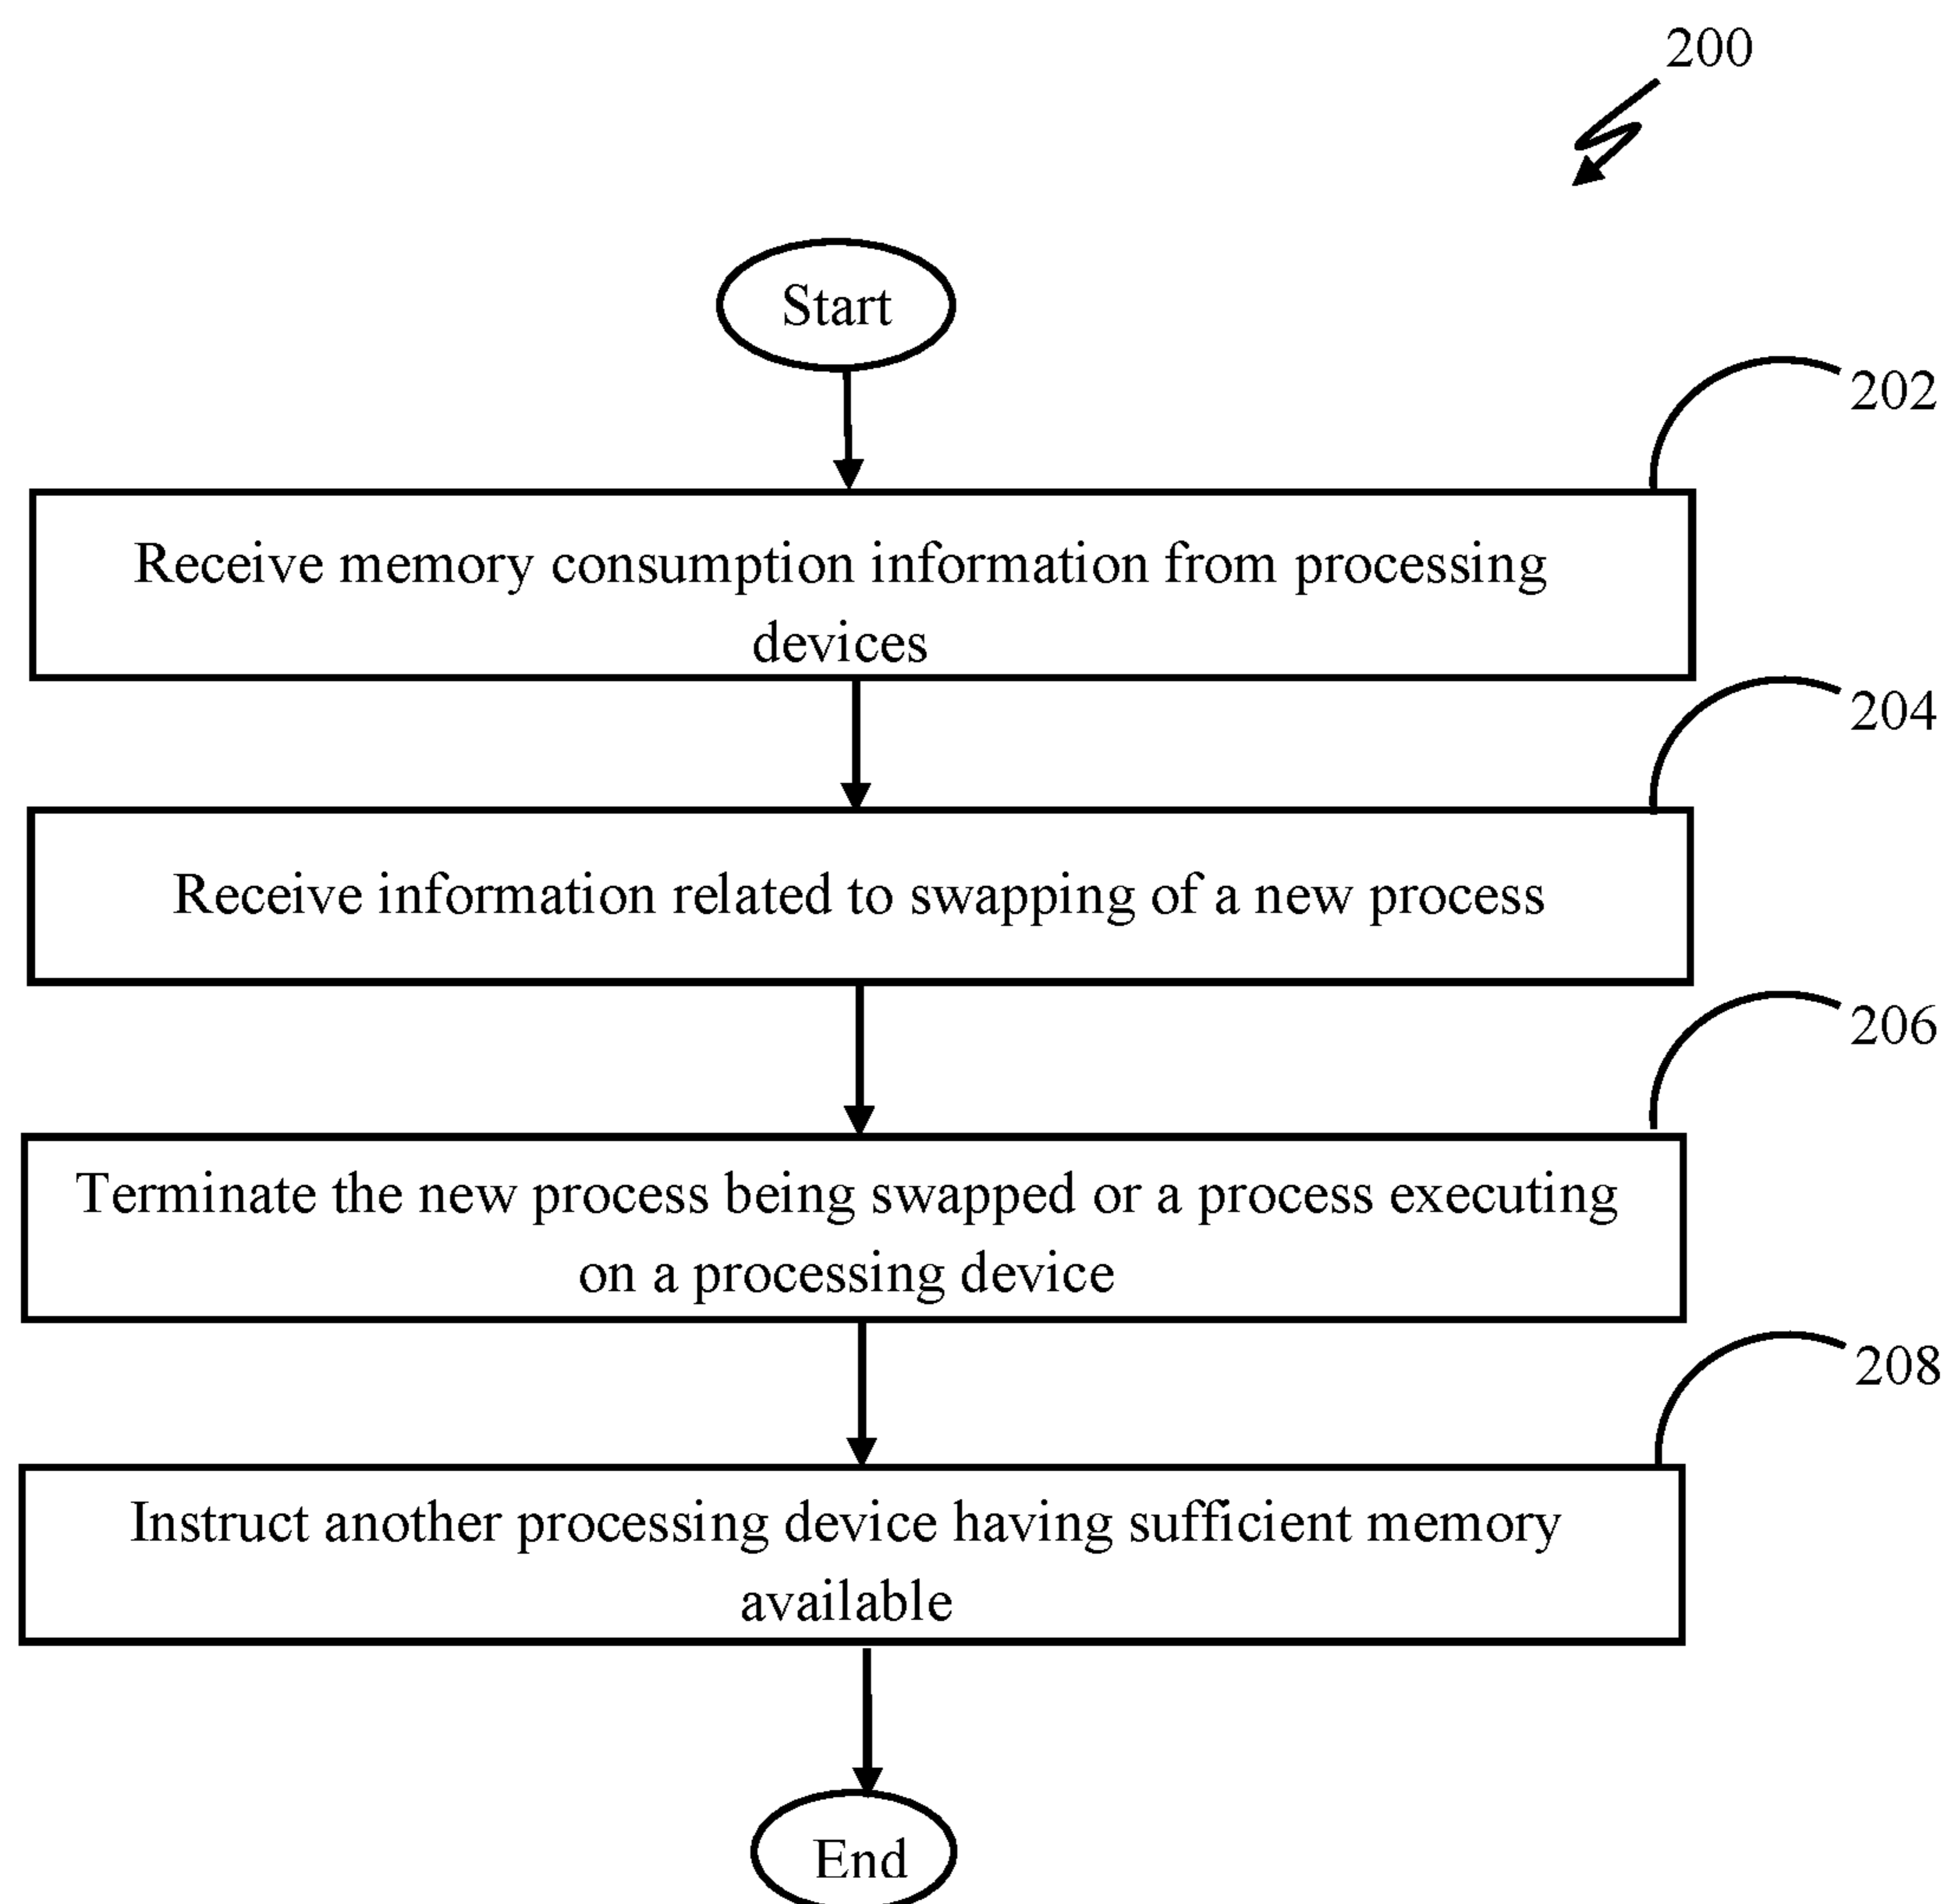 200
Start
202
Receive memory consumption information from processing
devices
204
Receive information related to swapping of a new process
206
Terminate the new process being swapped or a process executing
on a processing device
208
Instruct another processing device having sufficient memory
available
End